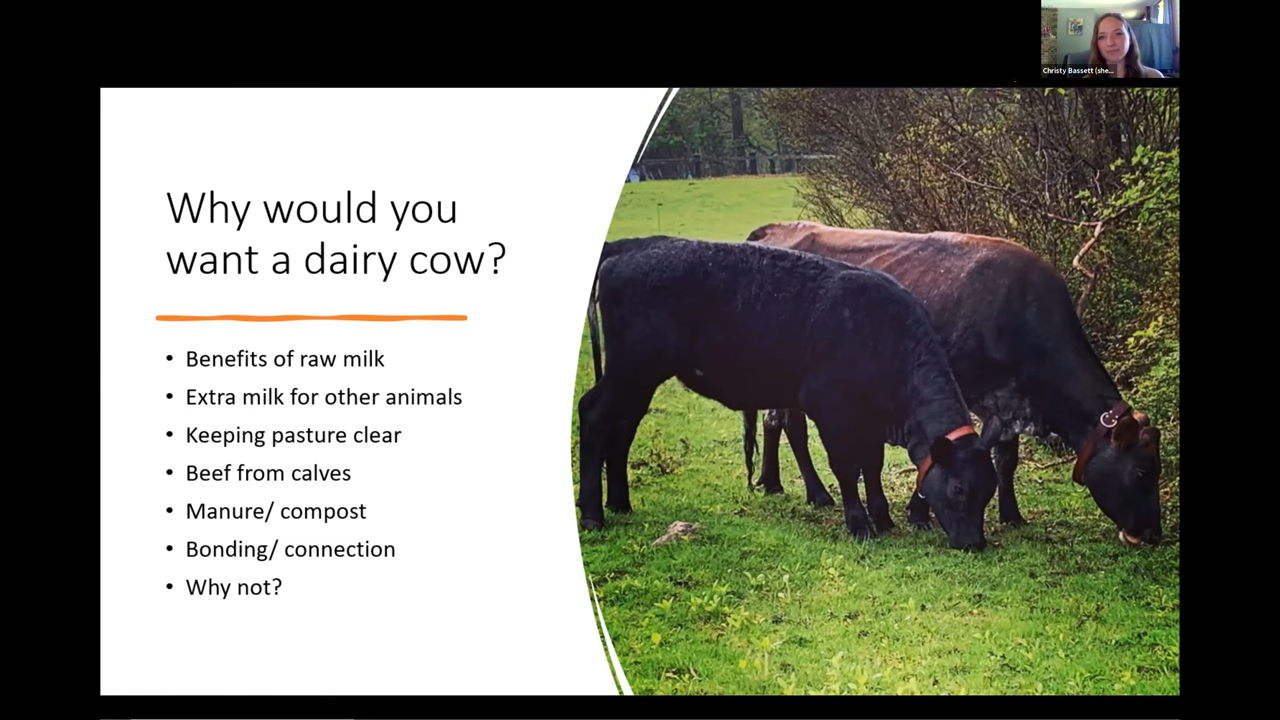 Christy Bassett (she...
Why would you
want a dairy cow?
• Benefits of raw milk
• Extra milk for other animals
• Keeping pasture clear
• Beef from calves
• Manure/ compost
• Bonding/ connection
• Why not?